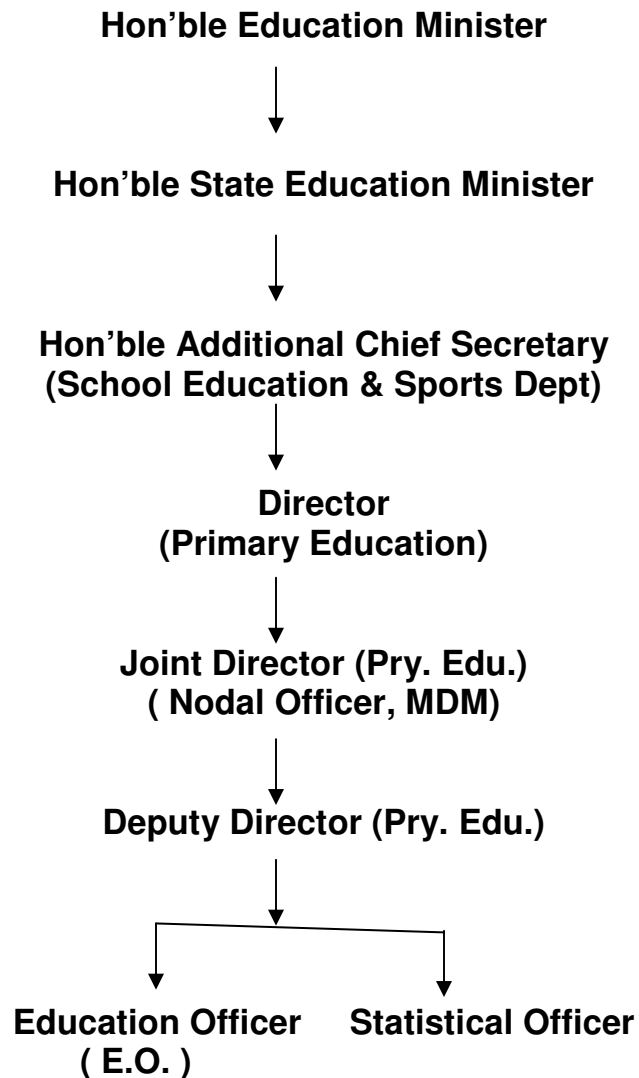 Hon'ble Education Minister
Hon'ble State Education Minister
Hon'ble Additional Chief Secretary
(School Education & Sports Dept)
Director
(Primary Education)
Joint Director (Pry. Edu.)
( Nodal Officer, MDM)
Deputy Director (Pry. Edu.)
Education Officer Statistical Officer
( E.O. )